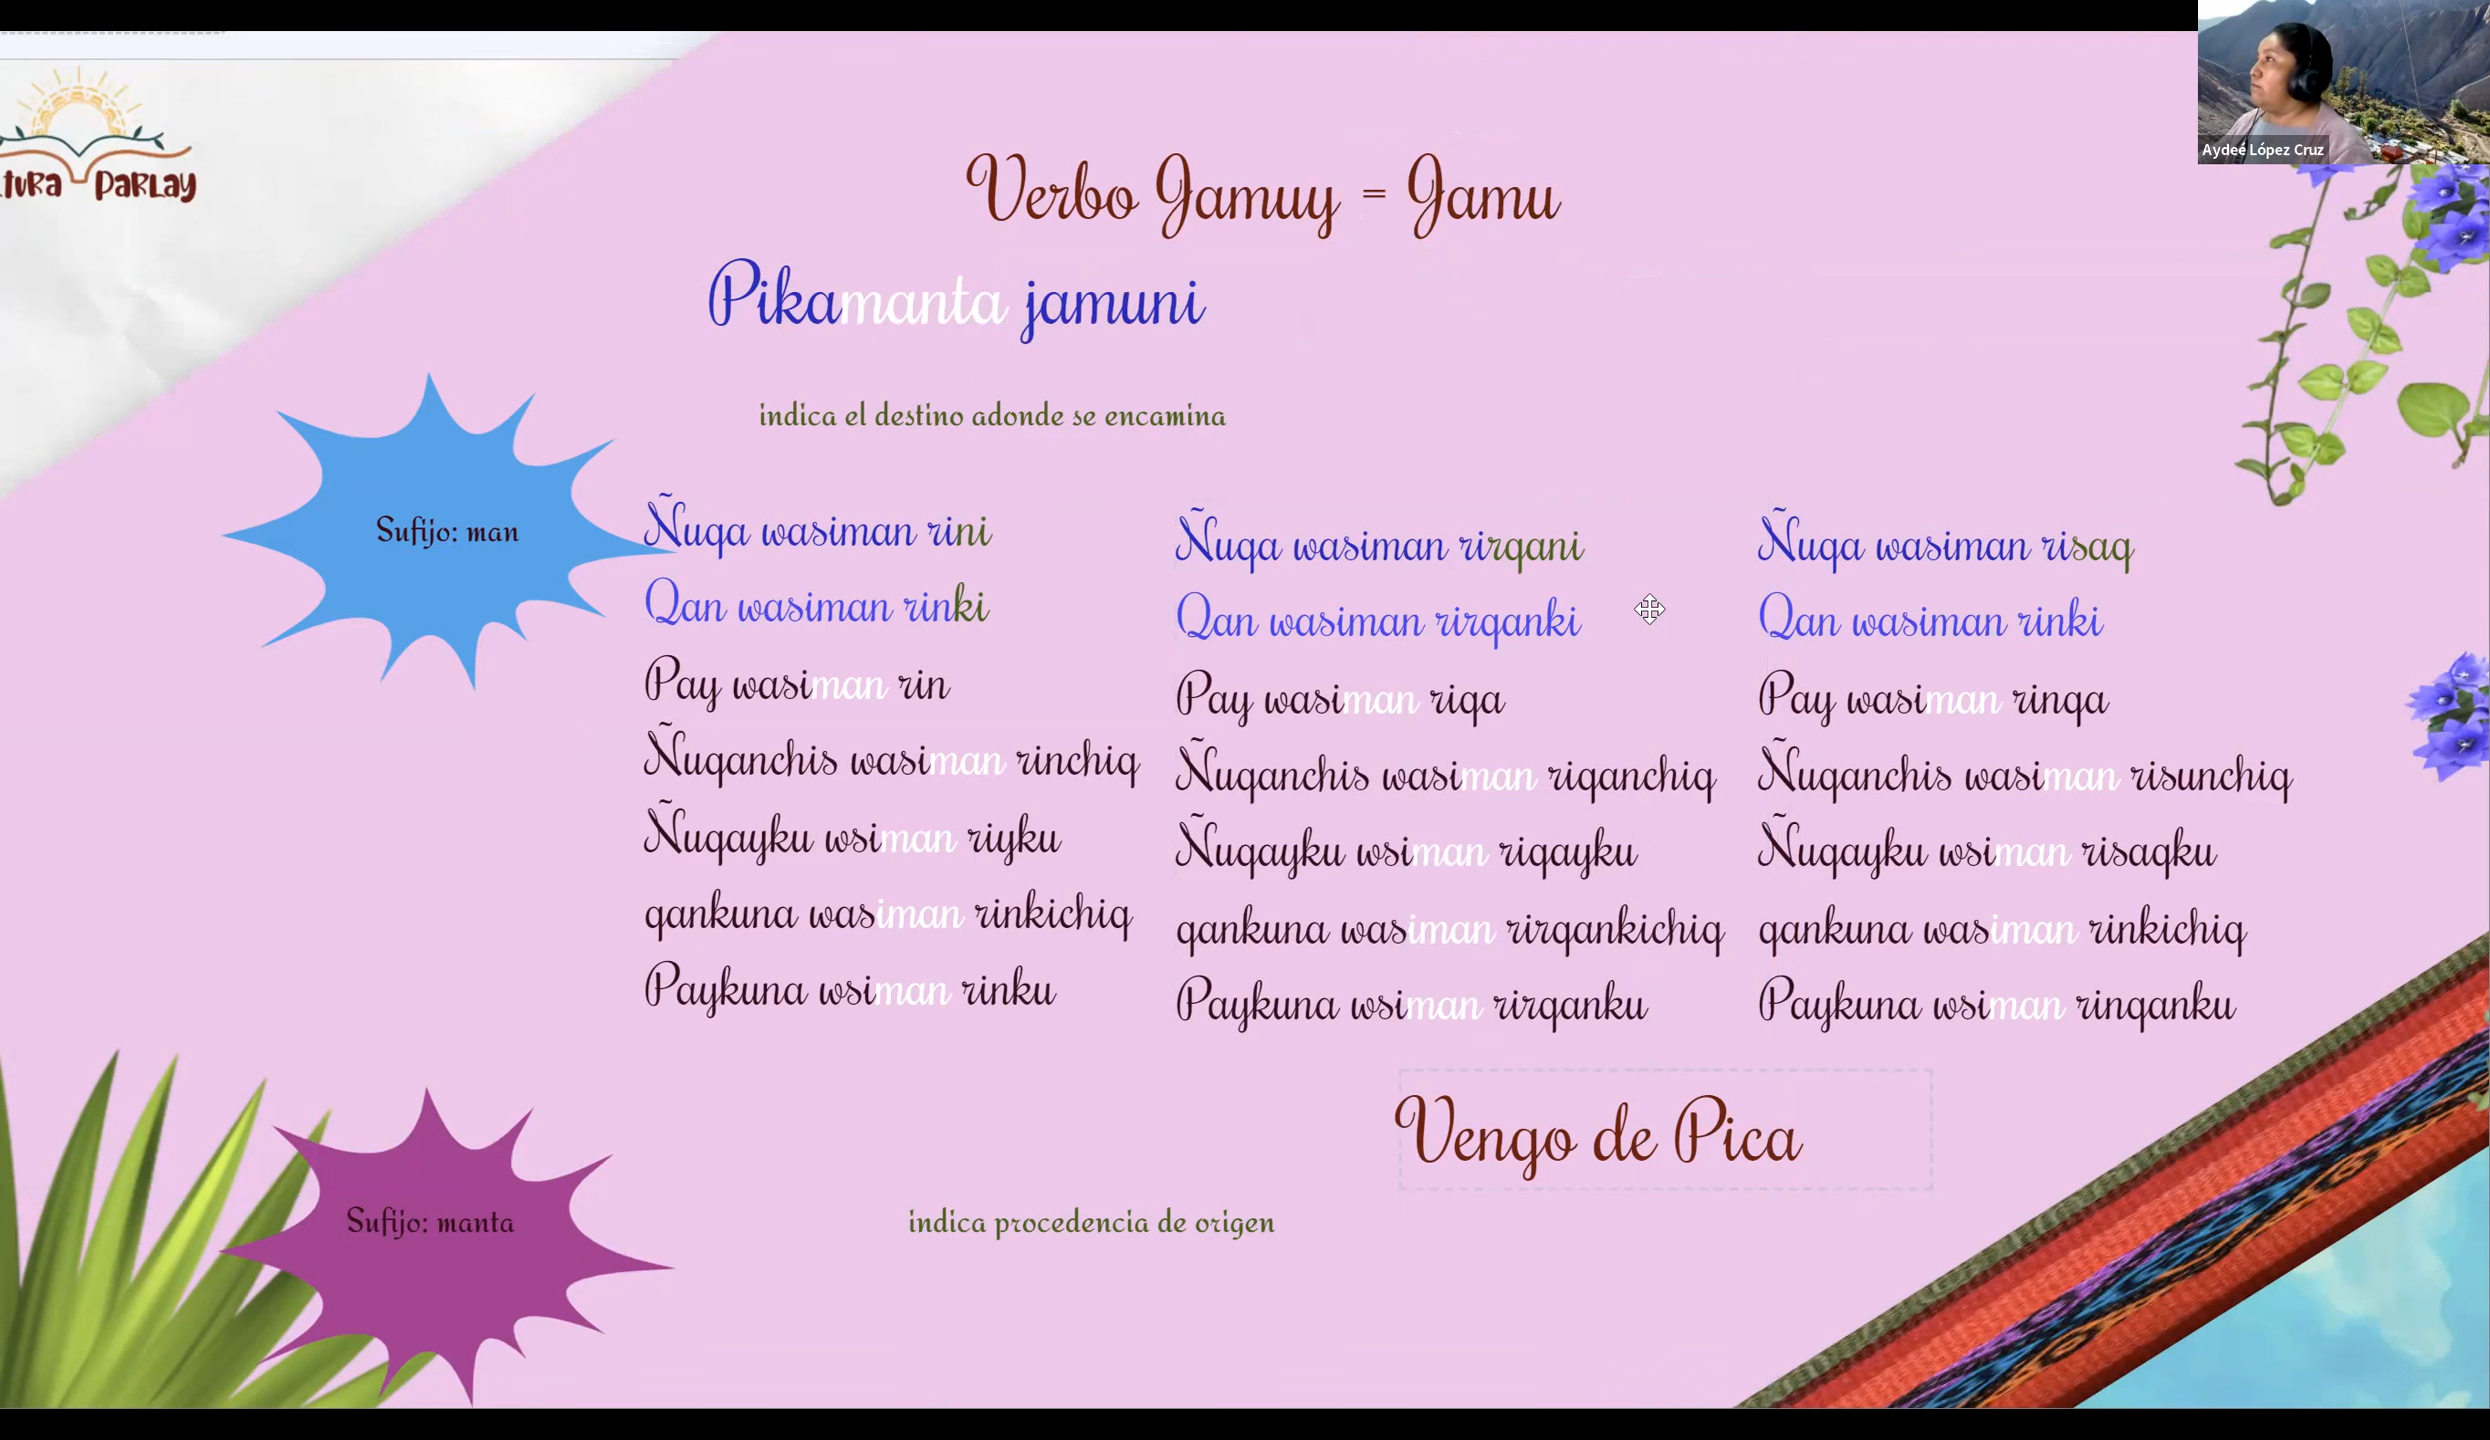 tura Parlay
Aydeé López Cruz
Verbo Jamuy = Jamu
Pikamanta jamuni
indica el destino adonde se encamina
Sufijo: man
Ñuqa wasiman rini
Qan wasiman rinki
Pay wasiman rin
Ñuqanchis wasiman rinchiq
Ñuqayku wsiman riyku
qankuna wasiman rinkichiq
Paykuna wsiman rinku
Ñuqa wasiman rirqani
Qan wasiman rirqanki
Pay wasiman riqa
Ñuqanchis wasiman riqanchiq
Ñuqayku wsiman riqayku
qankuna wasiman rirqankichiq
Paykuna wsiman rirqanku
Ñuqa wasiman risaq
Qan wasiman rinki
Pay wasiman rinqa
Ñuqanchis wasiman risunchiq
Ñuqayku wsiman risaqku
qankuna wasiman rinkichiq
Paykuna wsiman rinqanku
Vengo de Pica
Sufijo: manta
indica procedencia de origen